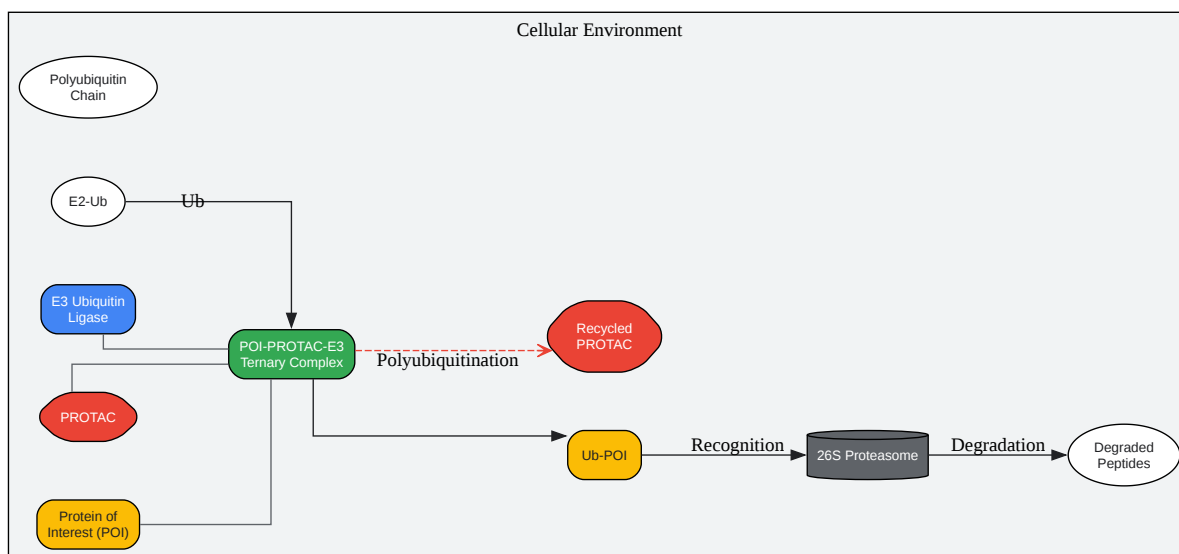 Cellular Environment
Polyubiquitin
Chain
E2-Ub
Ub
E3 Ubiquitin
Ligase
POI-PROTAC-E3
Ternary Complex
Polyubiquitination
Recycled
PROTAC
PROTAC
Ub-POI
Recognition
26S Proteasome
Degradation
Degraded
Peptides
Protein of
Interest (POI)